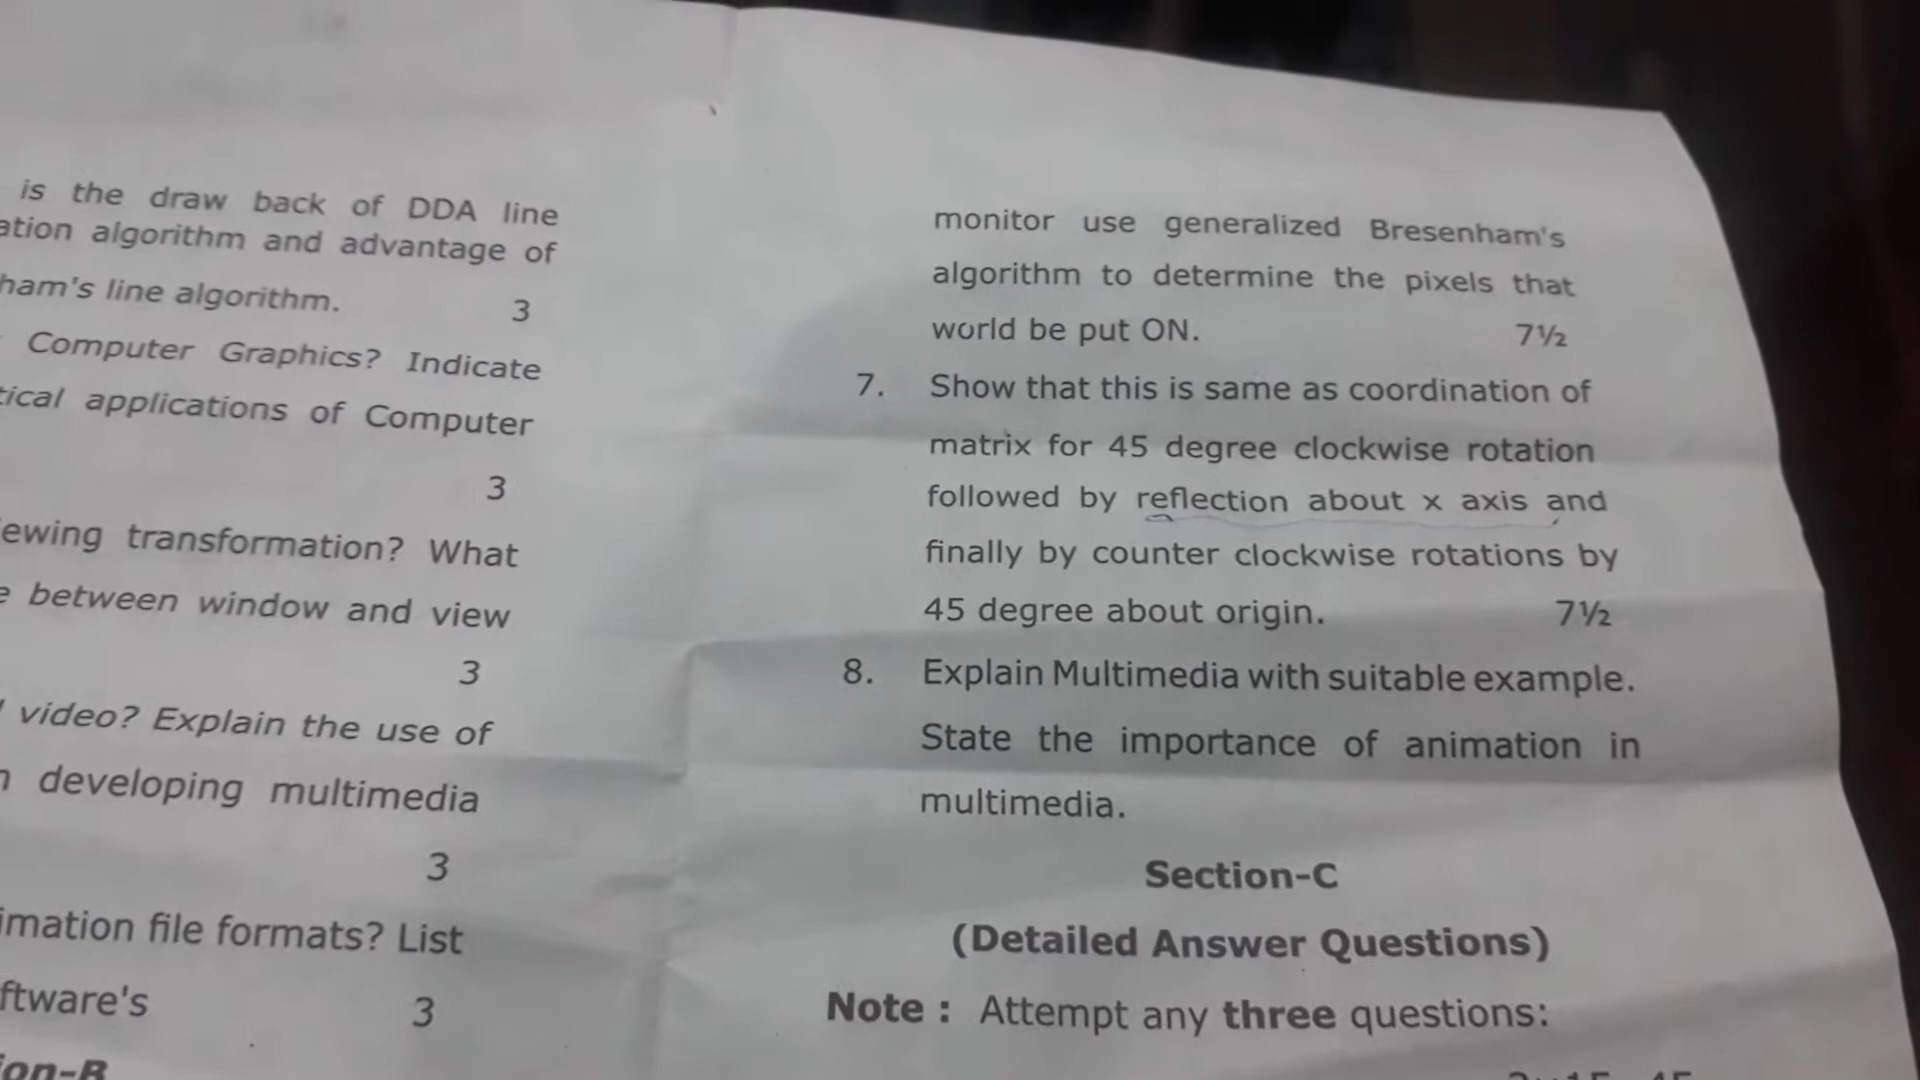 is the draw back of DDA line
ation algorithm and advantage of
ham's line algorithm. 3
Computer Graphics? Indicate
tical applications of Computer
3
ewing transformation? What
e between window and view
3
video? Explain the use of
n developing multimedia
3
imation file formats? List
ftware's 3
ion-B
monitor use generalized Bresenham's
algorithm to determine the pixels that
world be put ON. 7½
7. Show that this is same as coordination of
matrix for 45 degree clockwise rotation
followed by reflection about x axis and
finally by counter clockwise rotations by
45 degree about origin. 7½
8. Explain Multimedia with suitable example.
State the importance of animation in
multimedia.
Section-C
(Detailed Answer Questions)
Note : Attempt any three questions: